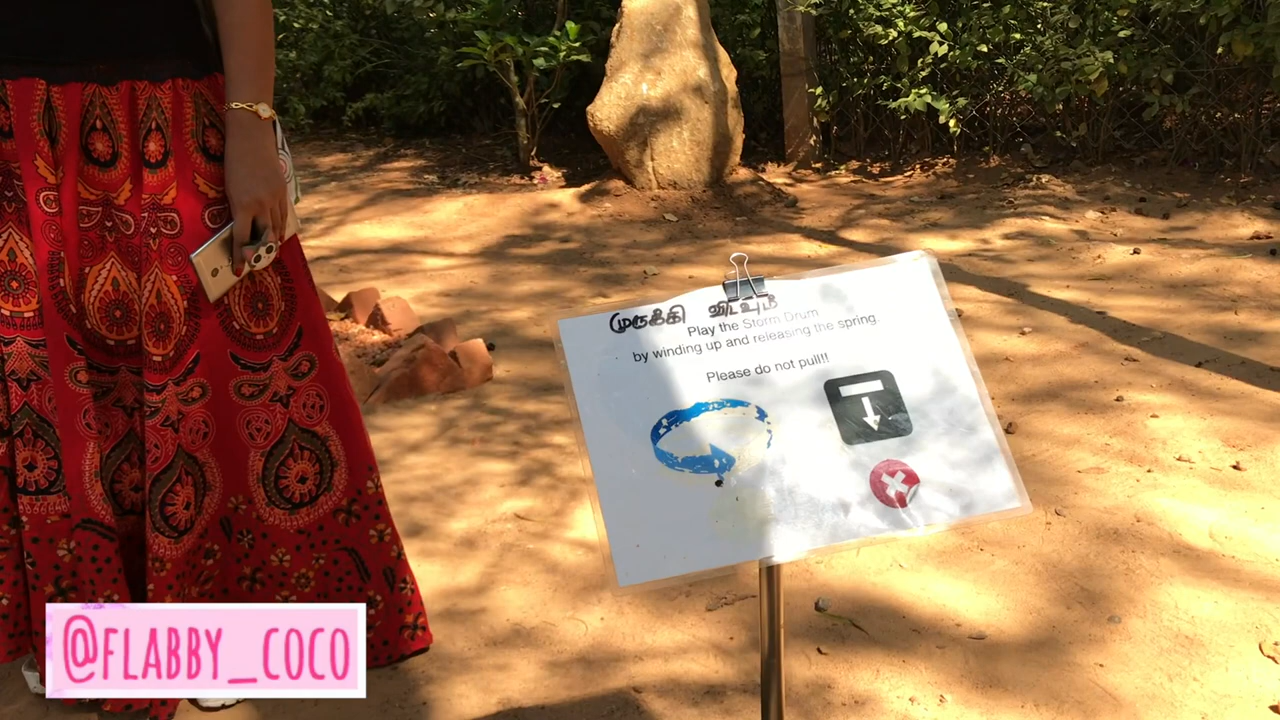 முருக்கி விடவும்
Play the Storm Drum
by winding up and releasing the spring.
Please do not pull!!!
@FLABBY_COCO